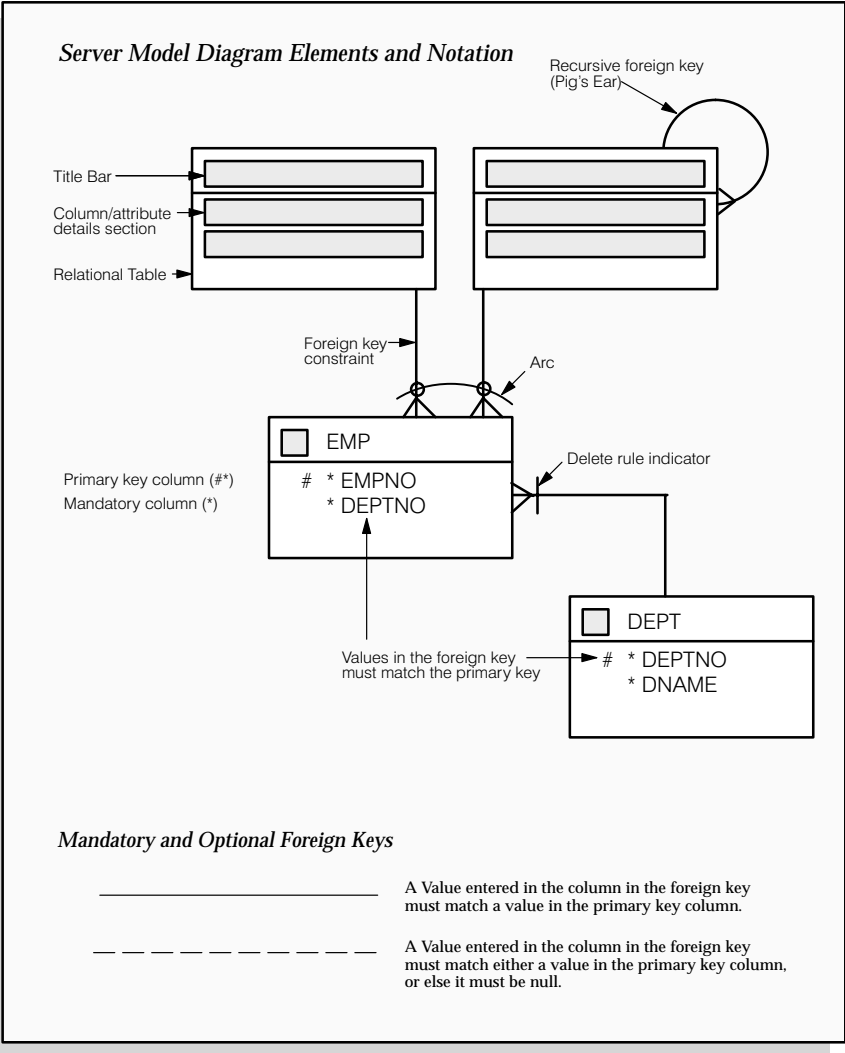 Server Model Diagram Elements and Notation
Recursive foreign key
(Pig's Ear)
Title Bar
Column/attribute
details section
Relational Table
Foreign key
constraint
Arc
EMP
Delete rule indicator
Primary key column (#*)
# * EMPNO
Mandatory column (*)
* DEPTNO
DEPT
Values in the foreign key
must match the primary key
# * DEPTNO
* DNAME
Mandatory and Optional Foreign Keys
A Value entered in the column in the foreign key
must match a value in the primary key column.
A Value entered in the column in the foreign key
must match either a value in the primary key column,
or else it must be null.